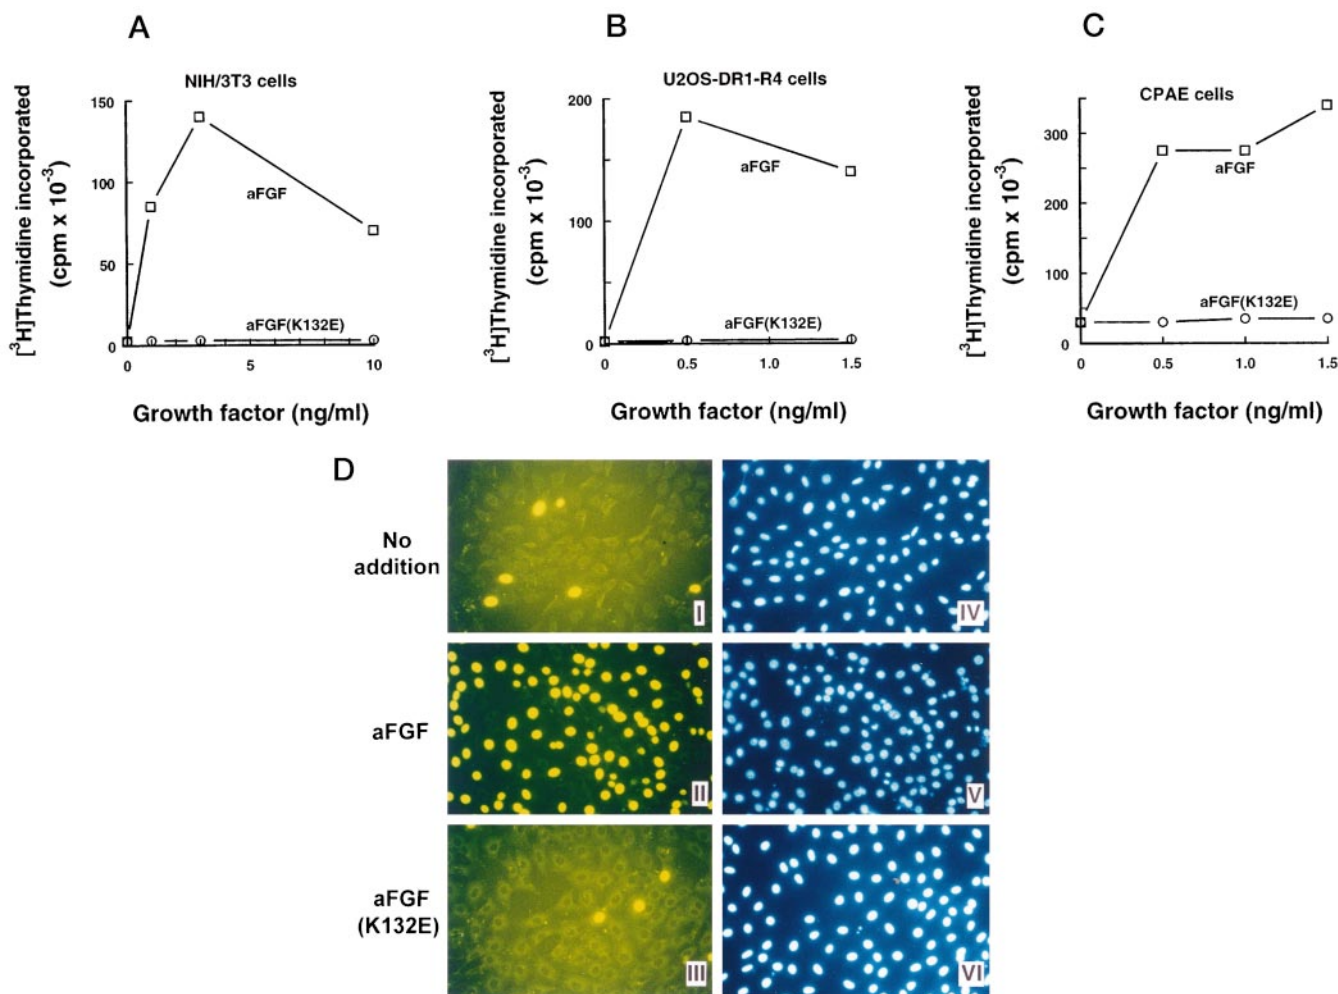 A
NIH/3T3 cells
[³H]Thymidine incorporated
(cpm x 10⁻³)
150
100
50
0
aFGF
aFGF(K132E)
0
5
10
Growth factor (ng/ml)
B
U2OS-DR1-R4 cells
[³H]Thymidine incorporated
(cpm x 10⁻³)
200
100
0
aFGF
aFGF(K132E)
0
0.5
1.0
1.5
Growth factor (ng/ml)
C
CPAE cells
[³H]Thymidine incorporated
(cpm x 10⁻³)
300
200
100
0
aFGF
aFGF(K132E)
0
0.5
1.0
1.5
Growth factor (ng/ml)
D
No
addition
I
IV
aFGF
II
V
aFGF
(K132E)
III
VI